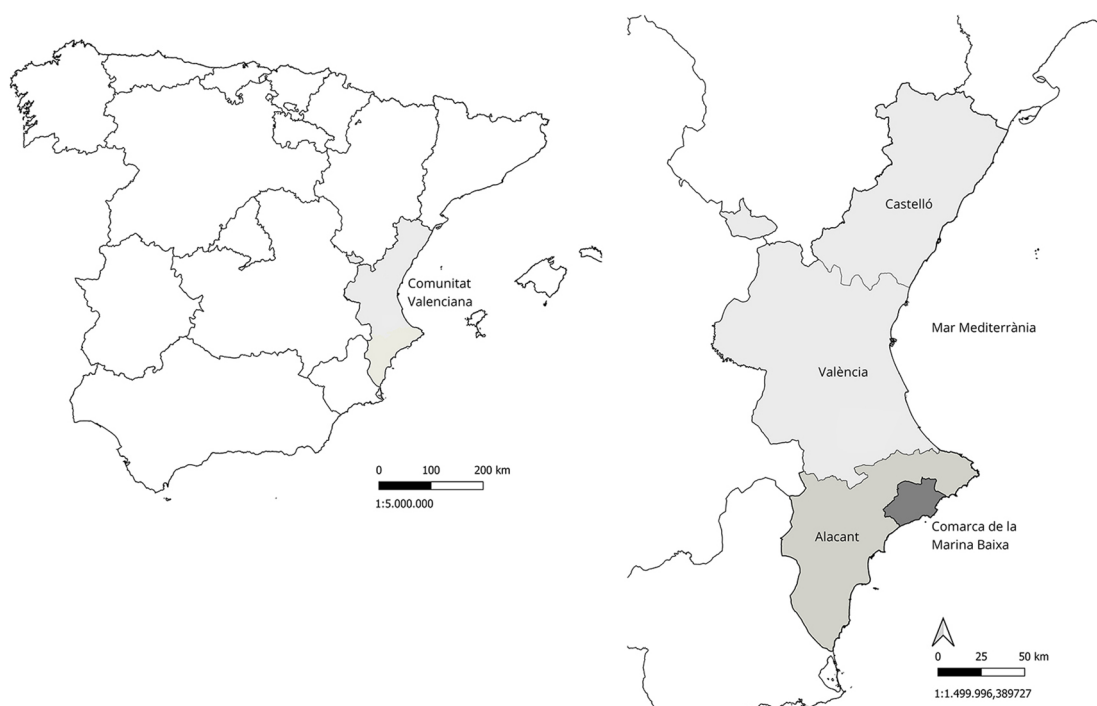 Comunitat
Valenciana
0 100 200 km
1:5.000.000
Castelló
Mar Mediterrània
València
Alacant
Comarca de la
Marina Baixa
0 25 50 km
1:1.499.996,389727